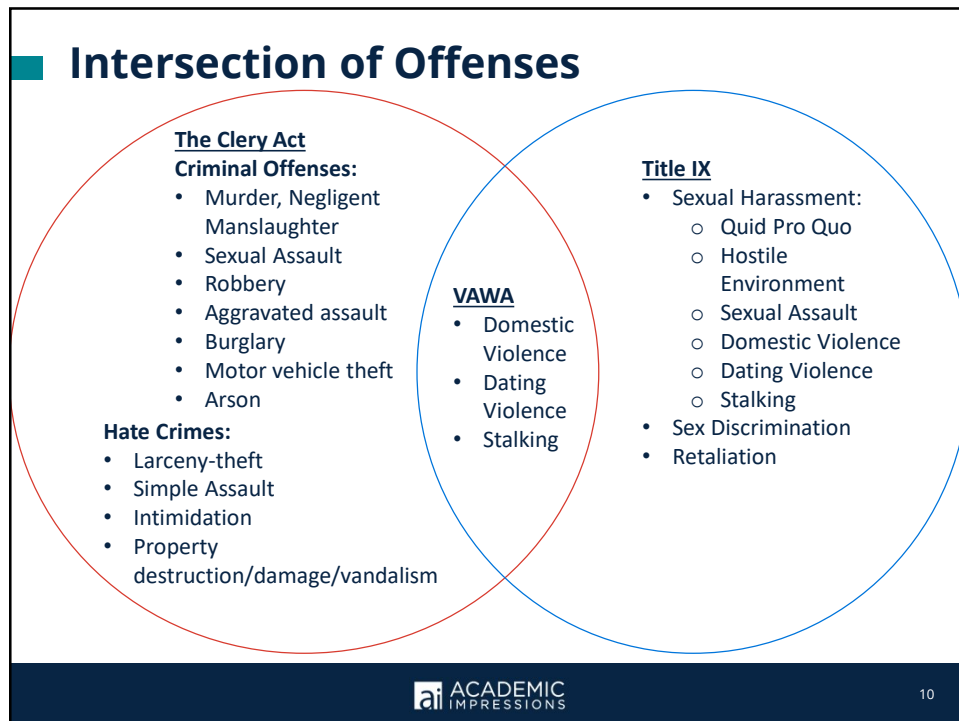 Intersection of Offenses
The Clery Act
Criminal Offenses:
• Murder, Negligent
Manslaughter
• Sexual Assault
• Robbery
• Aggravated assault
• Burglary
• Motor vehicle theft
• Arson
Hate Crimes:
• Larceny-theft
• Simple Assault
• Intimidation
• Property
destruction/damage/vandalism
VAWA
• Domestic
Violence
• Dating
Violence
• Stalking
Title IX
• Sexual Harassment:
o Quid Pro Quo
o Hostile
Environment
o Sexual Assault
o Domestic Violence
o Dating Violence
o Stalking
• Sex Discrimination
• Retaliation
ai ACADEMIC
IMPRESSIONS
10